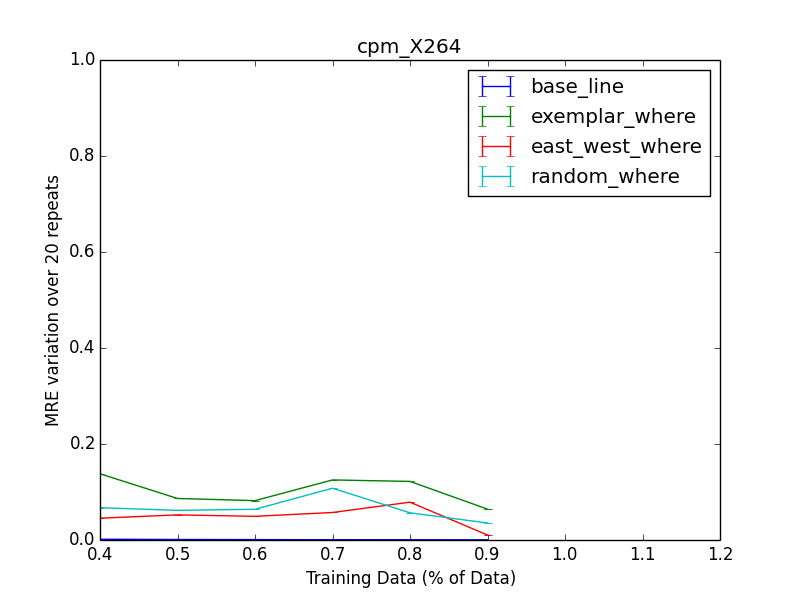 cpm_X264
1.0
0.8
0.6
0.4
0.2
0.0
MRE variation over 20 repeats
base_line
exemplar_where
east_west_where
random_where
0.4 0.5 0.6 0.7 0.8 0.9 1.0 1.1 1.2
Training Data (% of Data)